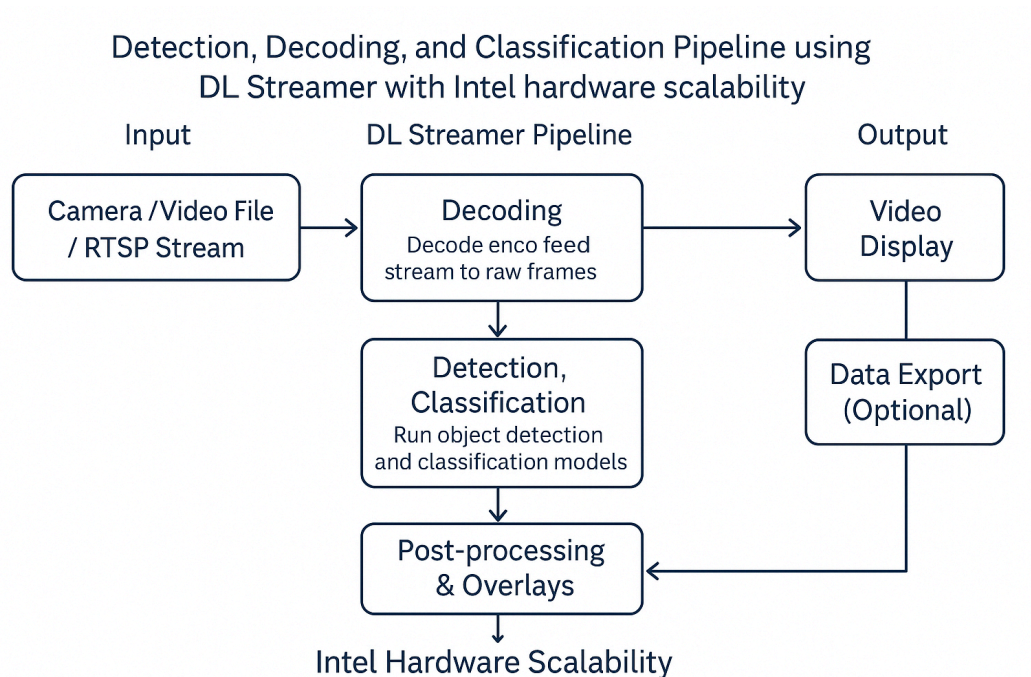 Detection, Decoding, and Classification Pipeline using
DL Streamer with Intel hardware scalability
Input
DL Streamer Pipeline
Output
Camera /Video File
/ RTSP Stream
Decoding
Decode enco feed
stream to raw frames
Video
Display
Detection,
Classification
Run object detection
and classification models
Data Export
(Optional)
Post-processing
& Overlays
Intel Hardware Scalability